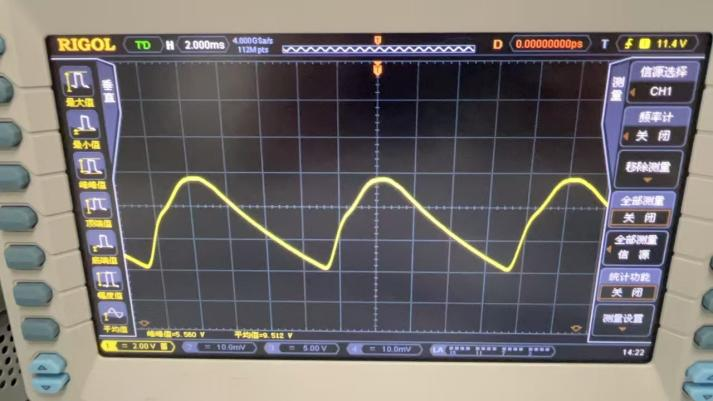 RIGOL T'D H 2.000ms 4.000GSa/s 112M pts D 0.00000000ps T 1 11.4 V
垂直
最大值
最小值
峰峰值
顶端值
底端值
幅度值
平均值
测量
信源选择
CH1
频率计
关 闭
移除测量
全部测量
关 闭
全部测量
信 源
统计功能
关 闭
测量设置
峰峰值=5.560 V 平均值=9.512 V
1 = 2.00 V 2 = 10.0mV 3 = 5.00 V 4 = 10.0mV LA
14:22